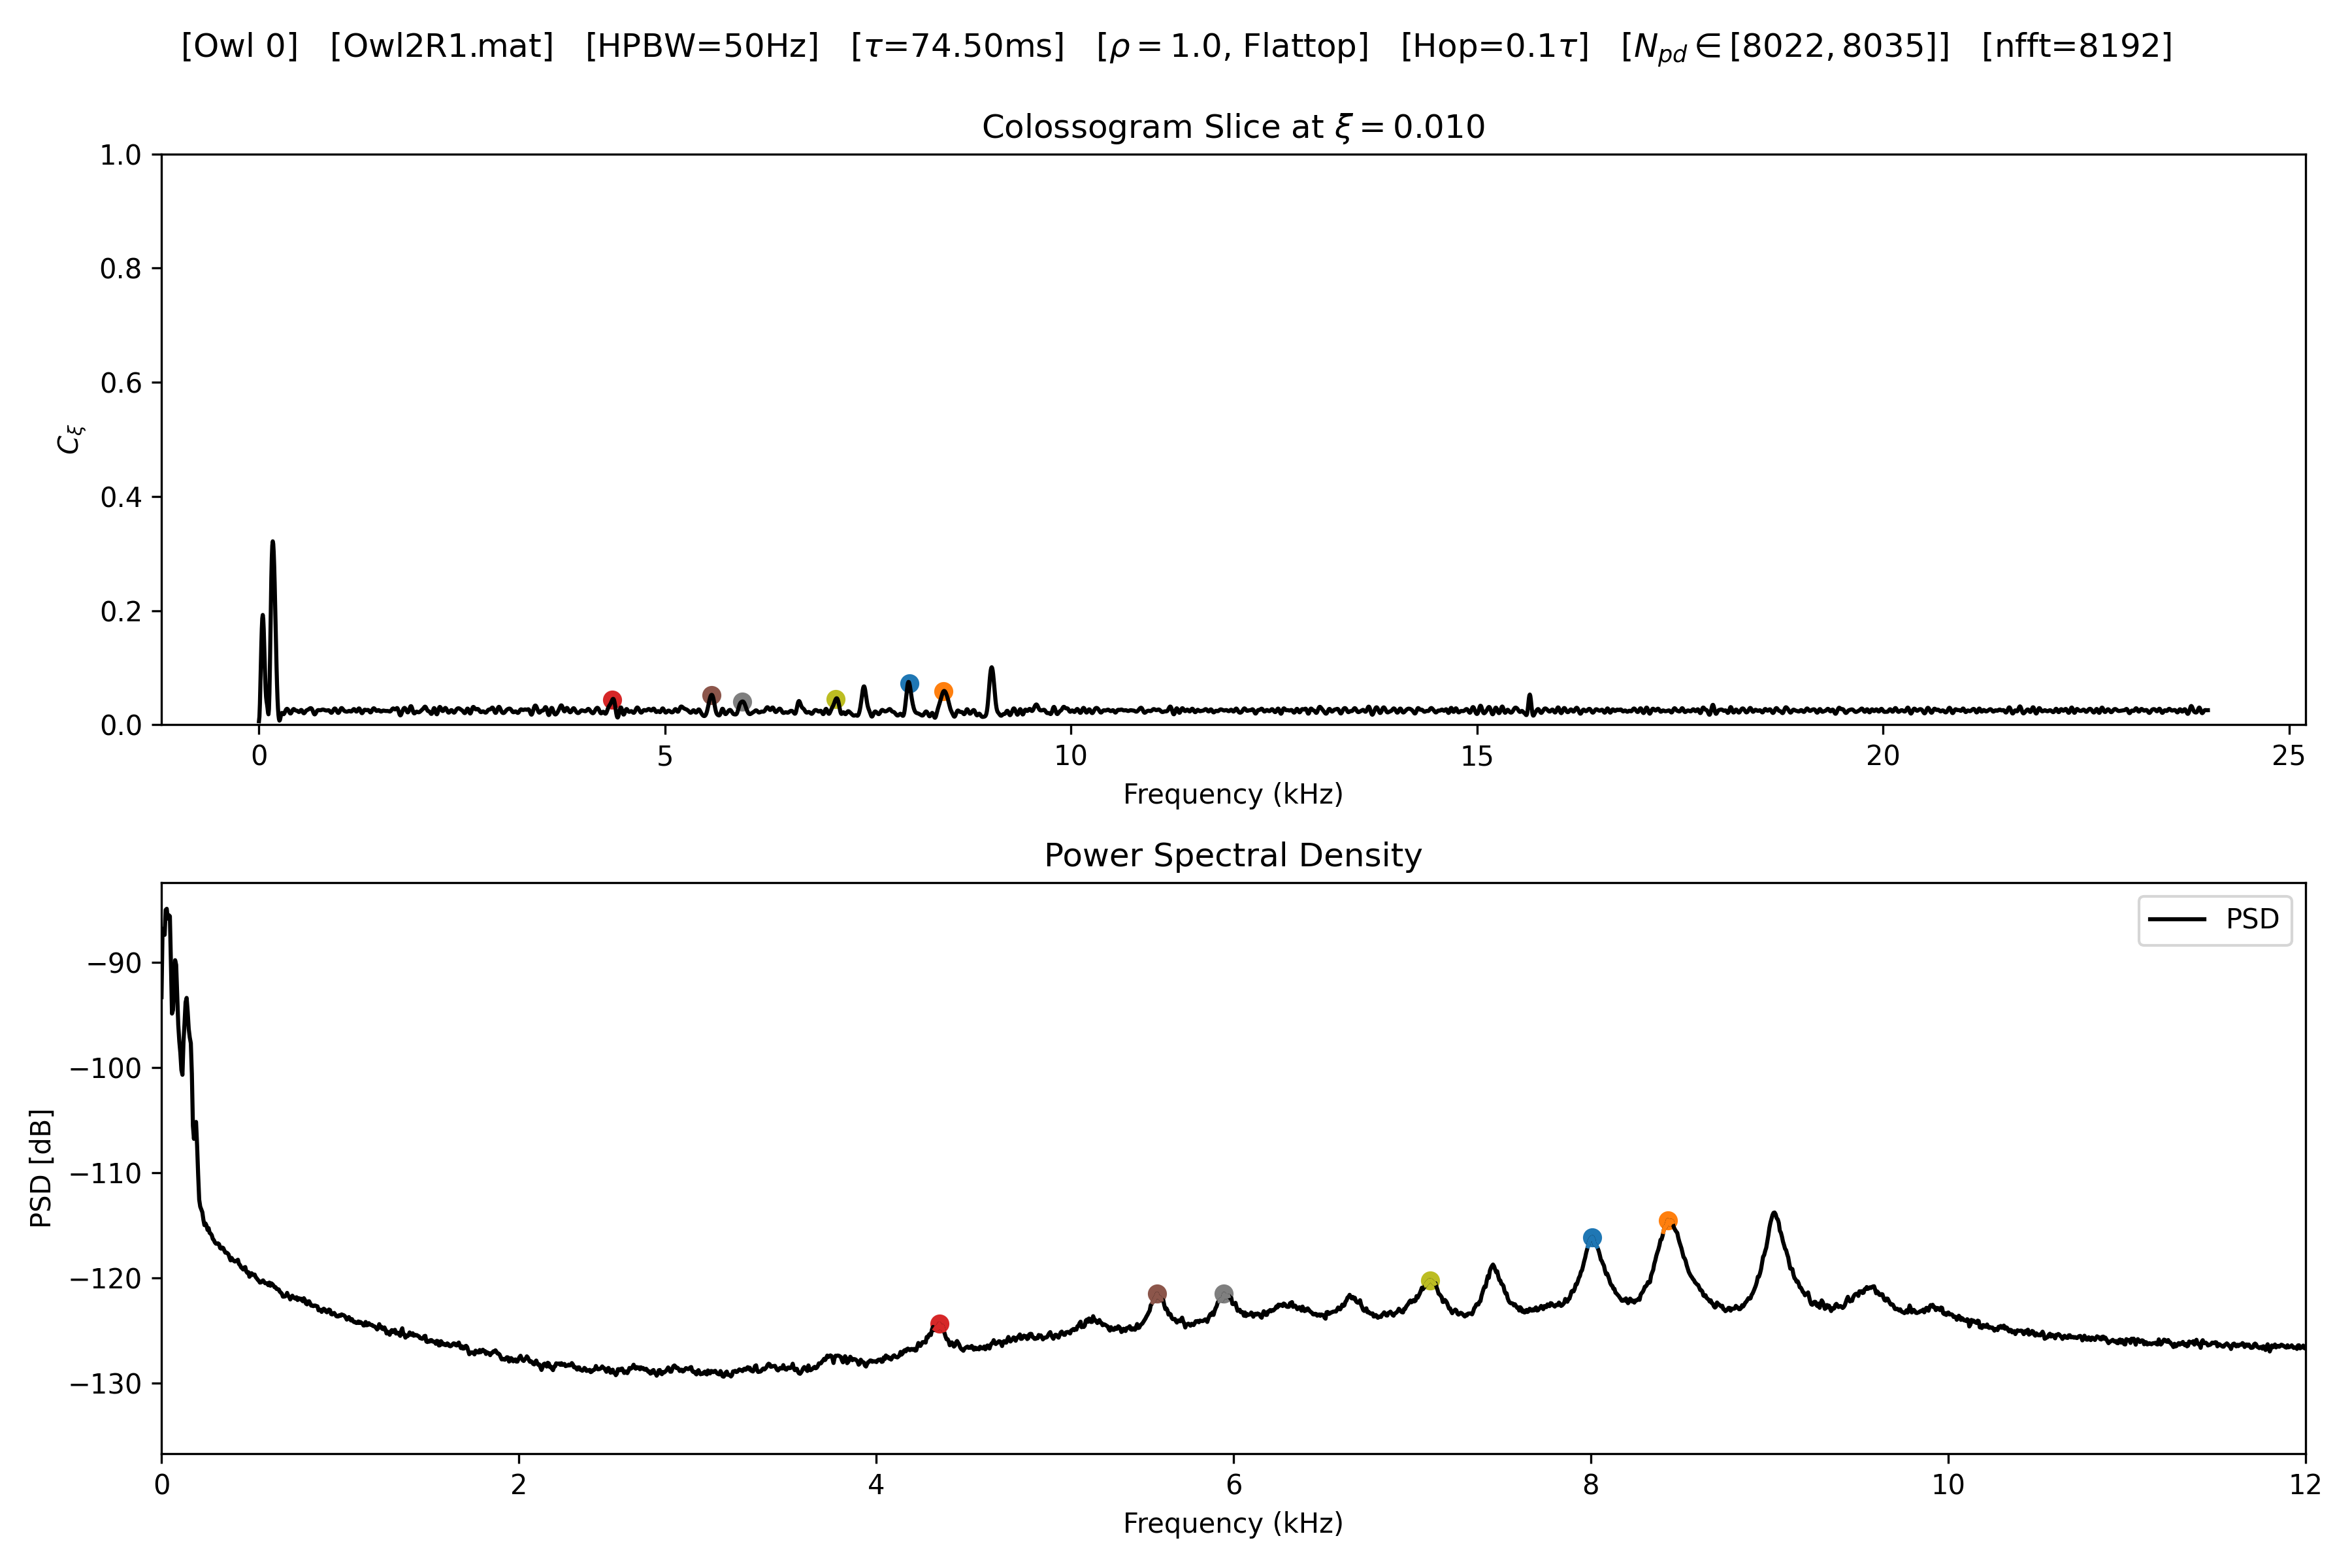 [Owl 0] [Owl2R1.mat] [HPBW=50Hz] [τ=74.50ms] [ρ = 1.0, Flattop] [Hop=0.1τ] [N_pd ∈ [8022, 8035]] [nfft=8192]
Colossogram Slice at ξ = 0.010
1.0
0.8
0.6
0.4
0.2
0.0
C_ξ
0 5 10 15 20 25
Frequency (kHz)
Power Spectral Density
PSD
−90
−100
−110
−120
−130
PSD [dB]
0 2 4 6 8 10 12
Frequency (kHz)